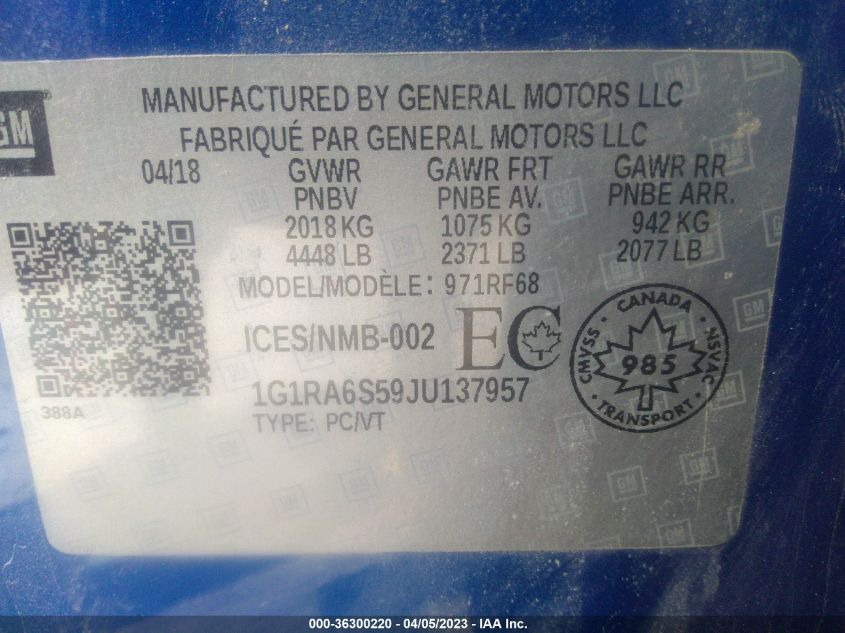 GM
MANUFACTURED BY GENERAL MOTORS LLC
FABRIQUÉ PAR GENERAL MOTORS LLC
04/18 GVWR GAWR FRT GAWR RR
PNBV PNBE AV. PNBE ARR.
2018 KG 1075 KG 942 KG
4448 LB 2371 LB 2077 LB
MODEL/MODÈLE: 971RF68
ICES/NMB-002 EC
CANADA
CMVSS 985 NSVAC
TRANSPORT
1G1RA6S59JU137957
388A
TYPE: PC/VT
000-36300220 - 04/05/2023 - IAA Inc.